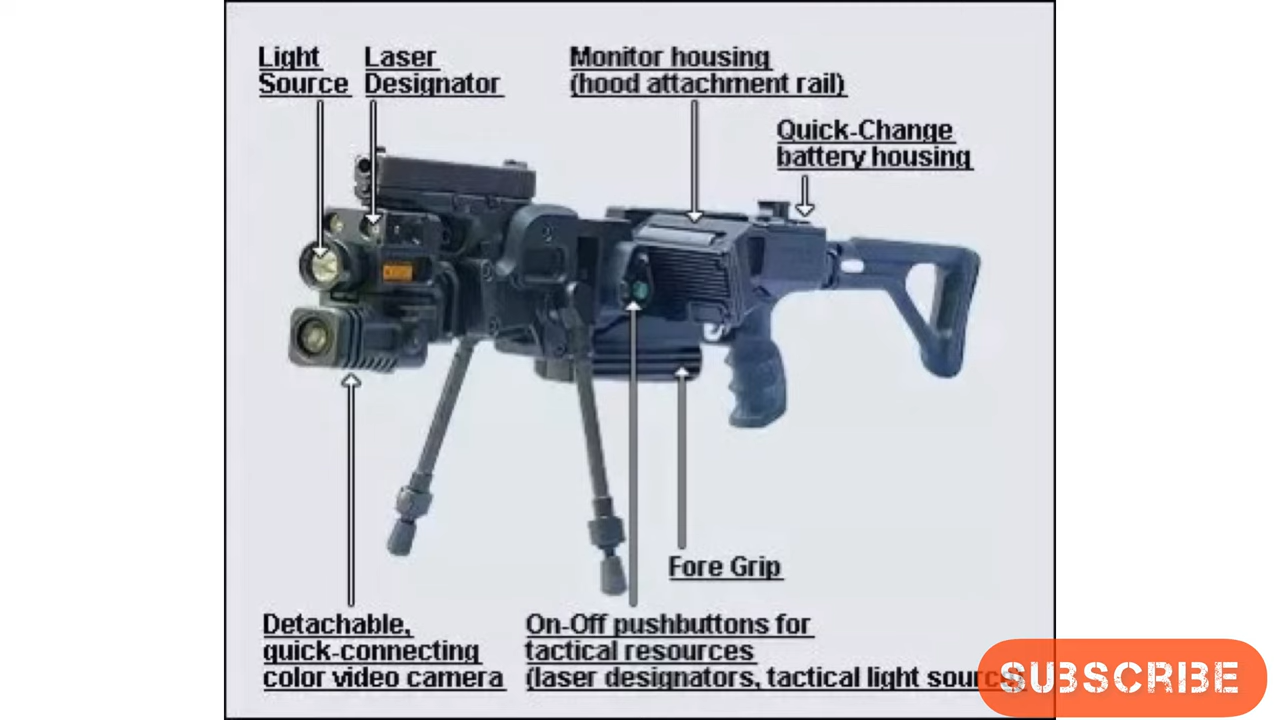 Light
Source
Laser
Designator
Monitor housing
(hood attachment rail)
Quick-Change
battery housing
Fore Grip
Detachable,
quick-connecting
color video camera
On-Off pushbuttons for
tactical resources
(laser designators, tactical light source)
SUBSCRIBE